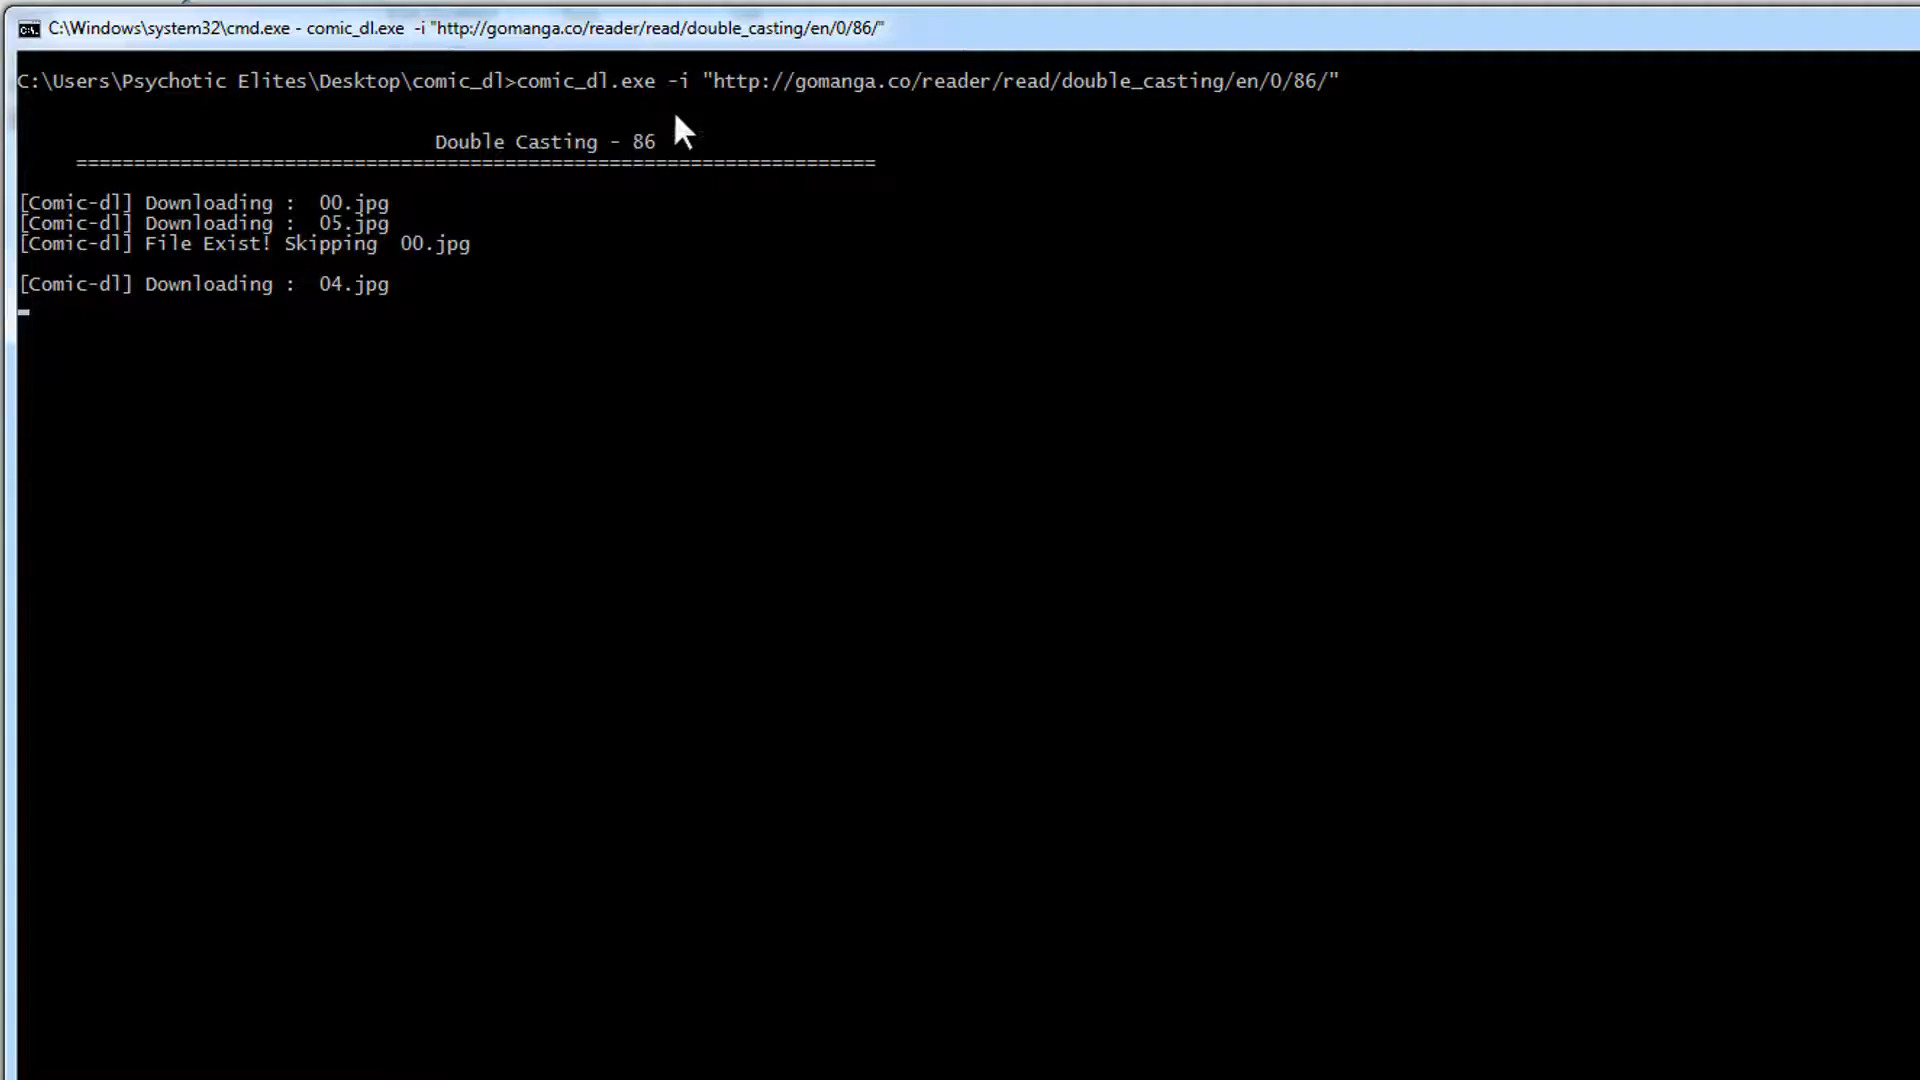 C:\Windows\system32\cmd.exe - comic_dl.exe -i "http://gomanga.co/reader/read/double_casting/en/0/86/"
C:\Users\Psychotic Elites\Desktop\comic_dl>comic_dl.exe -i "http://gomanga.co/reader/read/double_casting/en/0/86/"
Double Casting - 86
=====================================================================
[Comic-dl] Downloading : 00.jpg
[Comic-dl] Downloading : 05.jpg
[Comic-dl] File Exist! Skipping 00.jpg
[Comic-dl] Downloading : 04.jpg